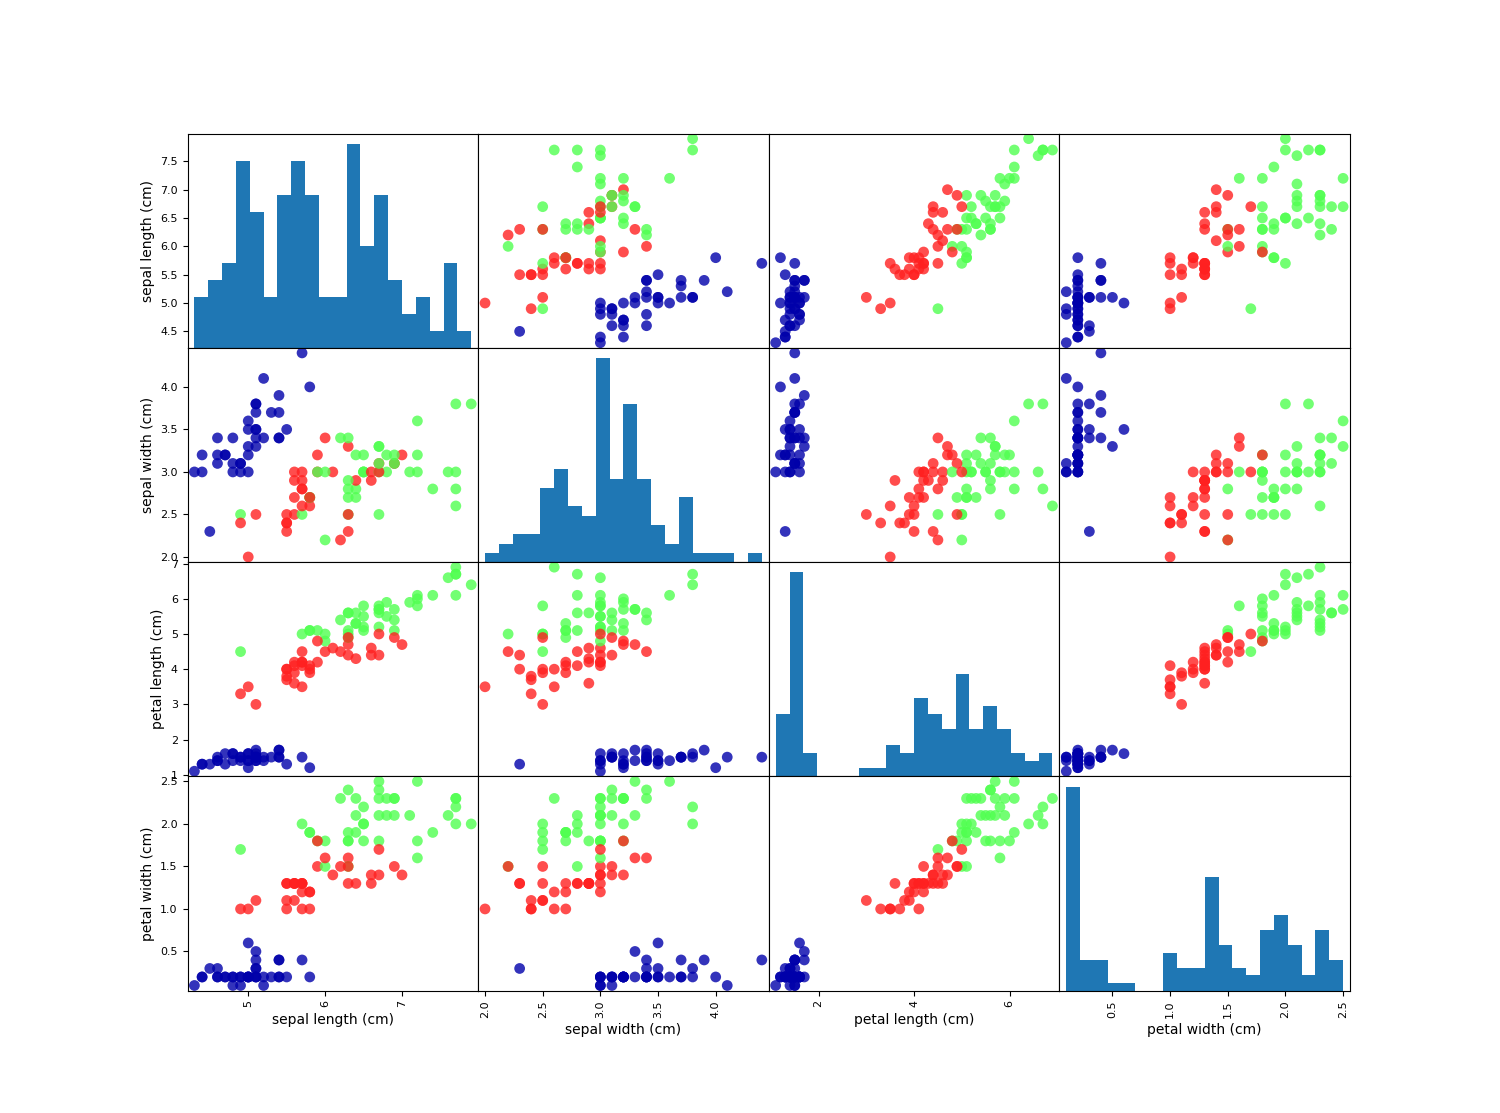 sepal length (cm)
7.5
7.0
6.5
6.0
5.5
5.0
4.5
sepal width (cm)
4.0
3.5
3.0
2.5
2.0
petal length (cm)
7
6
5
4
3
2
1
petal width (cm)
2.5
2.0
1.5
1.0
0.5
5 6 7
2.0 2.5 3.0 3.5 4.0
2 4 6
0.5 1.0 1.5 2.0 2.5
sepal length (cm)
sepal width (cm)
petal length (cm)
petal width (cm)